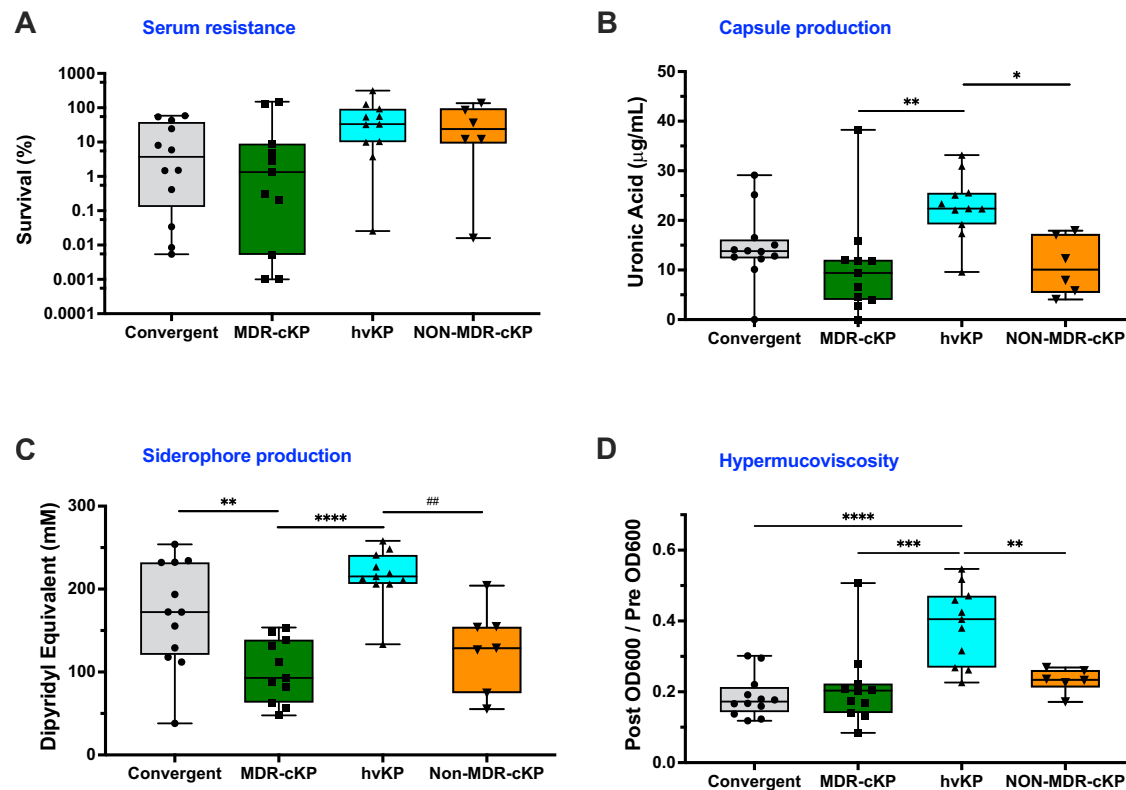 A
Serum resistance
Survival (%)
1000
100
10
1
0.1
0.01
0.001
0.0001
Convergent
MDR-cKP
hvKP
NON-MDR-cKP
B
Capsule production
Uronic Acid (μg/mL)
50
40
30
20
10
0
**
*
Convergent
MDR-cKP
hvKP
NON-MDR-cKP
C
Siderophore production
Dipyridyl Equivalent (mM)
300
200
100
0
**
****
##
Convergent
MDR-cKP
hvKP
Non-MDR-cKP
D
Hypermucoviscosity
Post OD600 / Pre OD600
0.6
0.4
0.2
0.0
****
***
**
Convergent
MDR-cKP
hvKP
NON-MDR-cKP